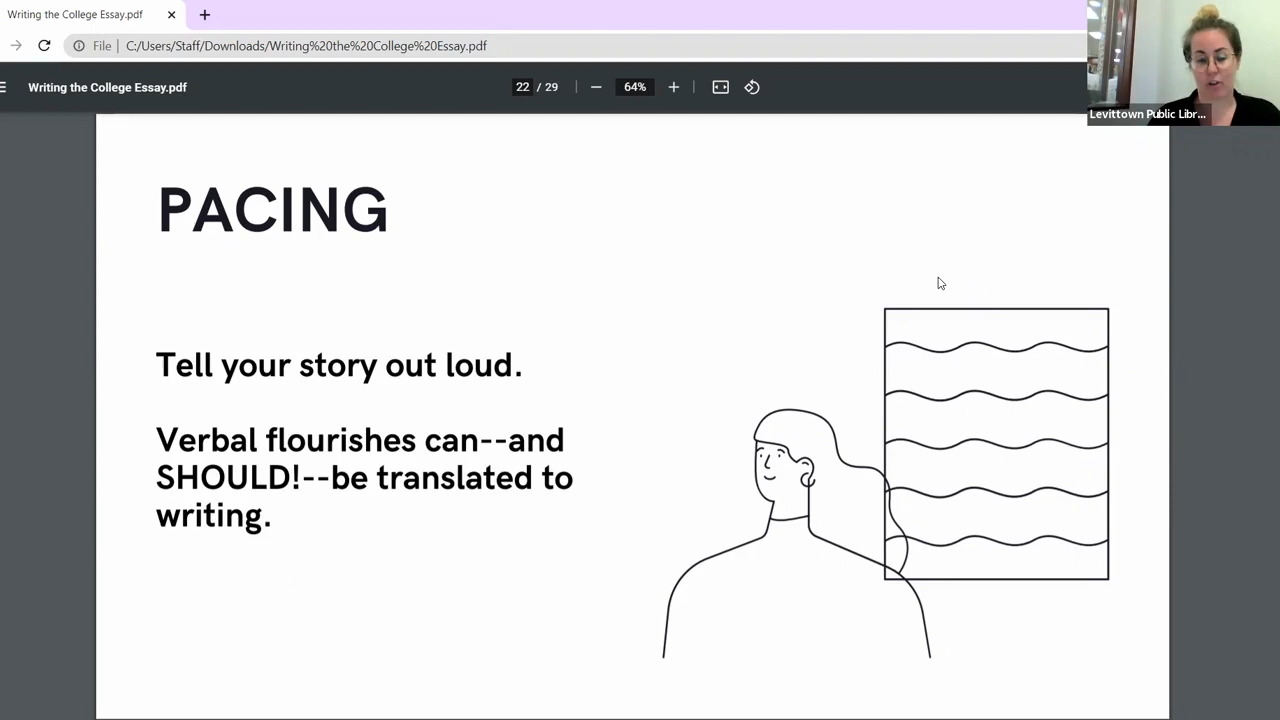 Writing the College Essay.pdf
File
C:/Users/Staff/Downloads/Writing%20the%20College%20Essay.pdf
Writing the College Essay.pdf
22 / 29
64%
Levittown Public Libr...
PACING
Tell your story out loud.
Verbal flourishes can--and
SHOULD!--be translated to
writing.